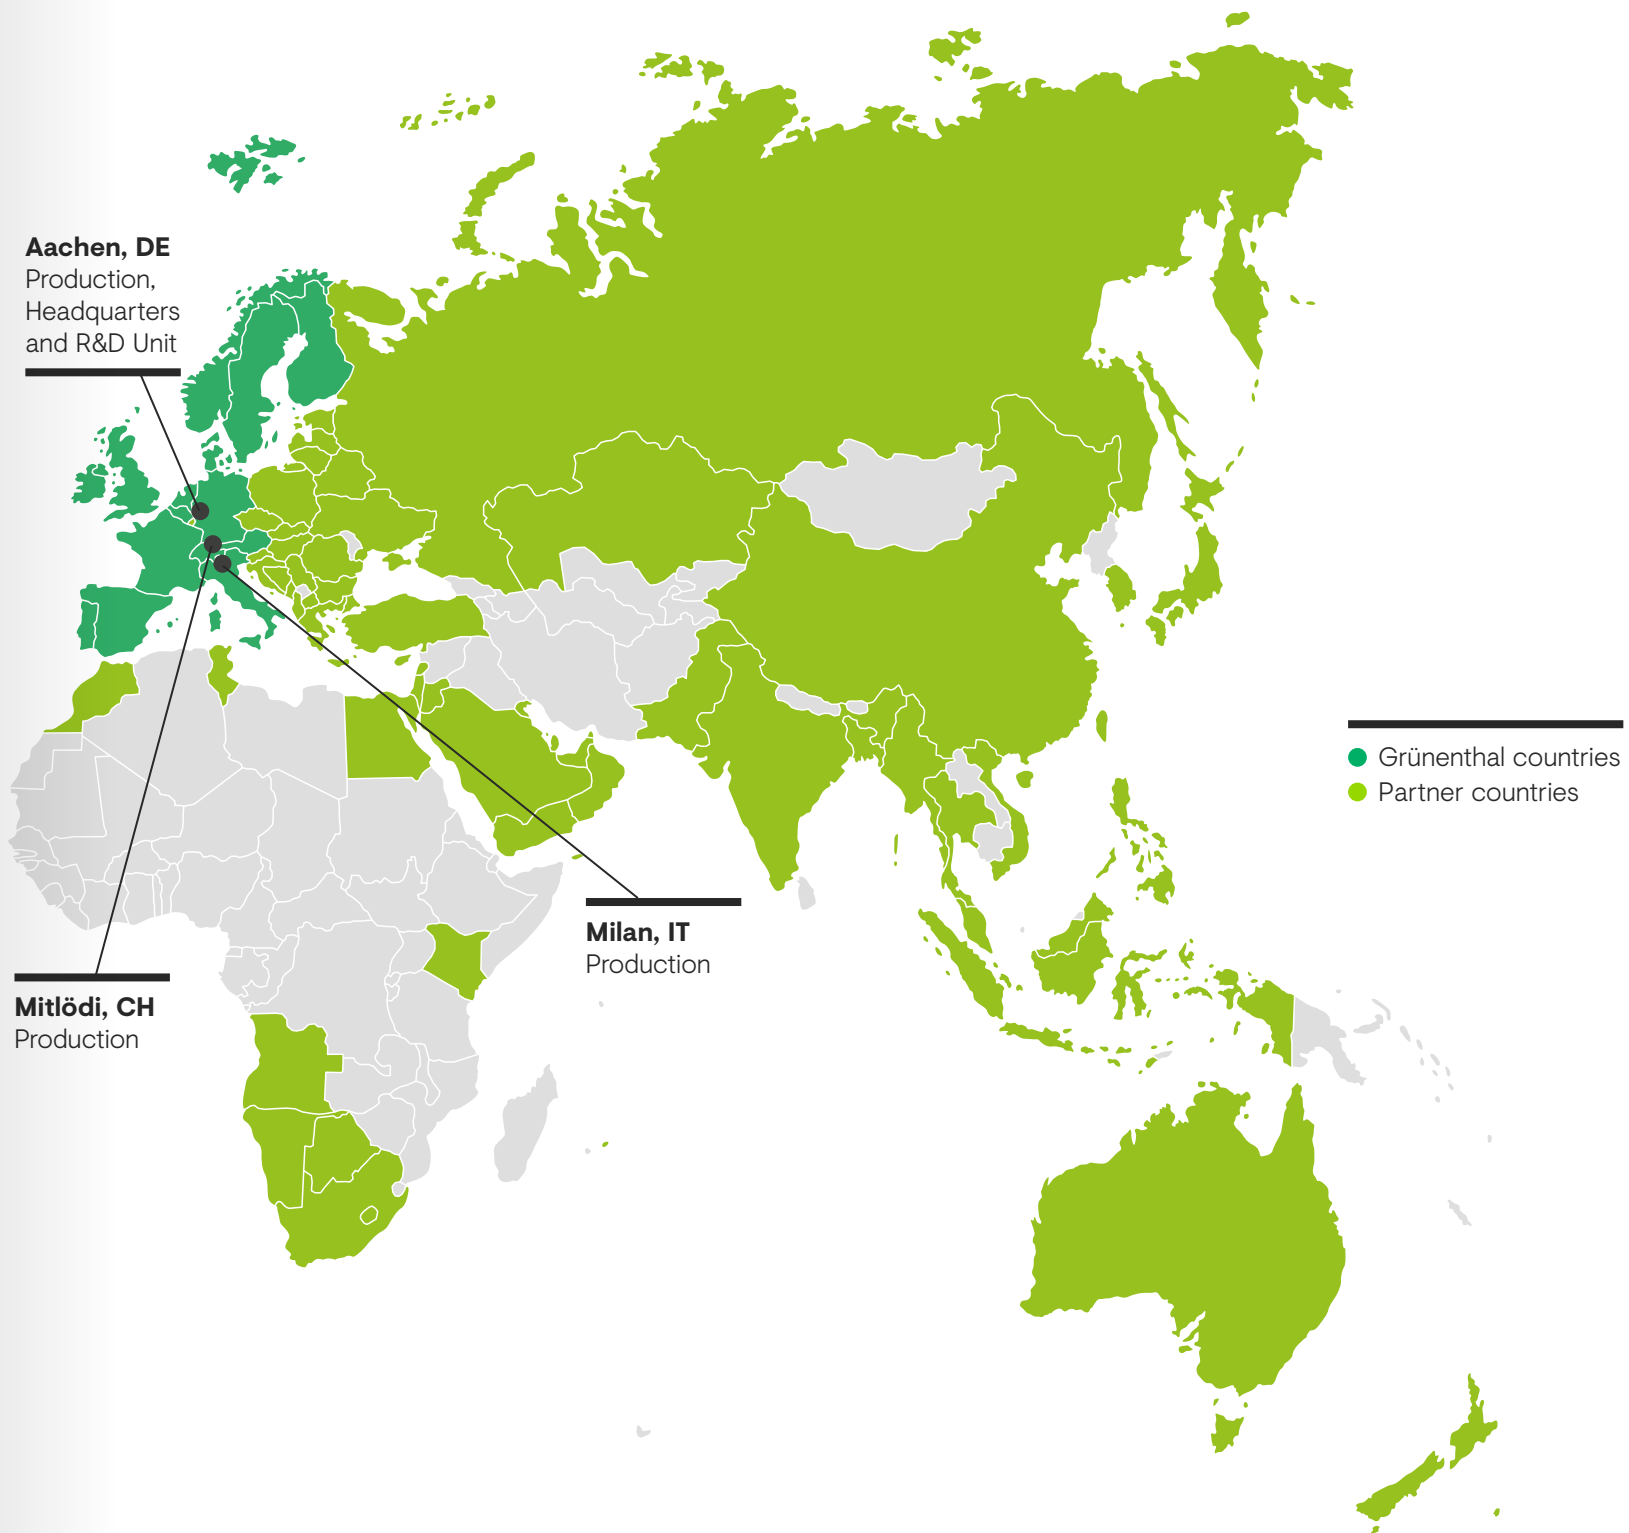 Aachen, DE
Production,
Headquarters
and R&D Unit
Grünenthal countries
Partner countries
Milan, IT
Production
Mitlödi, CH
Production